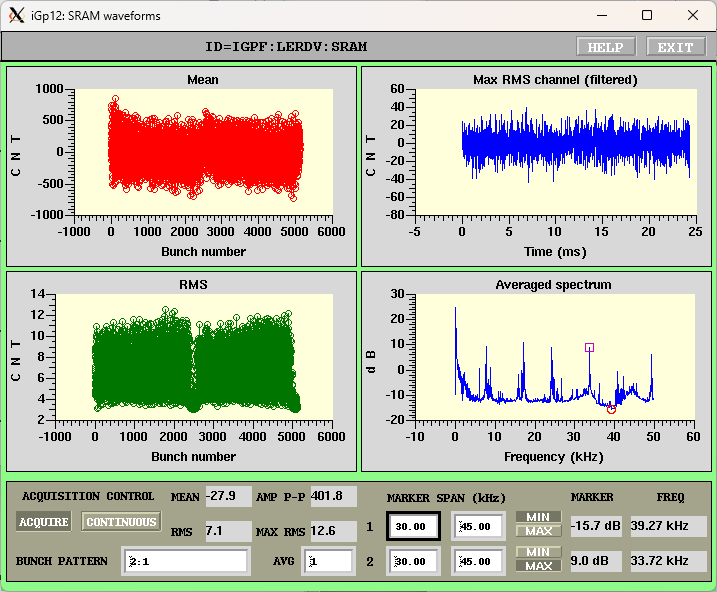 iGp12: SRAM waveforms
ID=IGPF:LERDV:SRAM HELP EXIT
Mean
1000
500
0
-500
-1000
C N T
-1000 0 1000 2000 3000 4000 5000 6000
Bunch number
Max RMS channel (filtered)
60
40
20
0
-20
-40
-60
-80
C N T
-5 0 5 10 15 20 25
Time (ms)
RMS
14
12
10
8
6
4
2
C N T
-1000 0 1000 2000 3000 4000 5000 6000
Bunch number
Averaged spectrum
30
20
10
0
-10
-20
d B
-10 0 10 20 30 40 50 60
Frequency (kHz)
ACQUISITION CONTROL MEAN -27.9 AMP P-P 401.8 MARKER SPAN (kHz) MARKER FREQ
ACQUIRE CONTINUOUS RMS 7.1 MAX RMS 12.6 1 30.00 45.00 MIN MAX -15.7 dB 39.27 kHz
BUNCH PATTERN 2:1 AVG 1 2 30.00 45.00 MIN MAX 9.0 dB 33.72 kHz